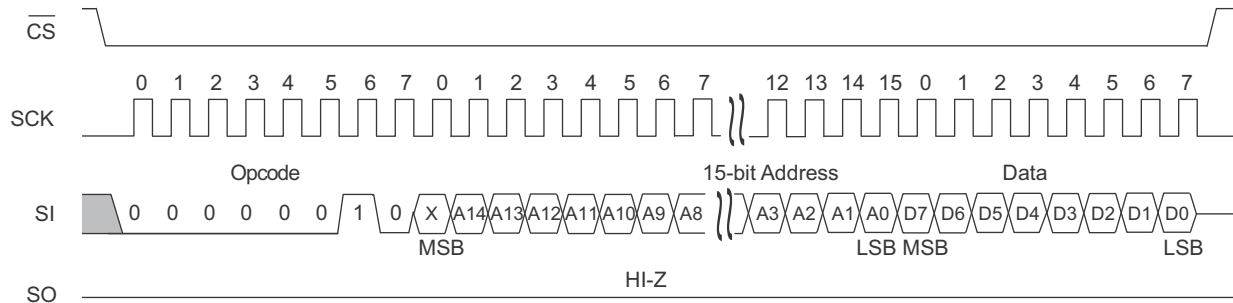 CS
0 1 2 3 4 5 6 7 0 1 2 3 4 5 6 7 12 13 14 15 0 1 2 3 4 5 6 7
SCK
Opcode 15-bit Address Data
SI 0 0 0 0 0 0 1 0 X A14 A13 A12 A11 A10 A9 A8 A3 A2 A1 A0 D7 D6 D5 D4 D3 D2 D1 D0
MSB LSB MSB LSB
HI-Z
SO